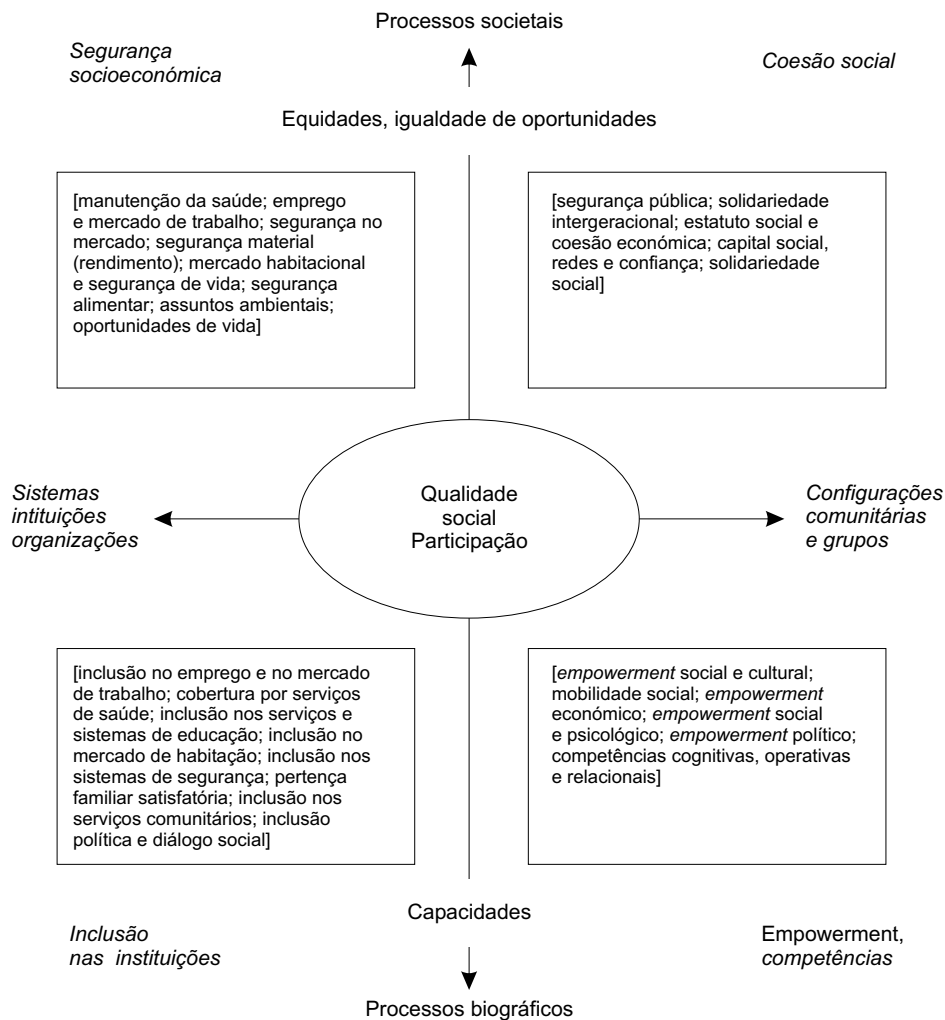 Processos societais
Segurança
socioeconómica
Coesão social
Equidades, igualdade de oportunidades
[manutenção da saúde; emprego
e mercado de trabalho; segurança no
mercado; segurança material
(rendimento); mercado habitacional
e segurança de vida; segurança
alimentar; assuntos ambientais;
oportunidades de vida]
[segurança pública; solidariedade
intergeracional; estatuto social e
coesão económica; capital social,
redes e confiança; solidariedade
social]
Sistemas
intituições
organizações
Qualidade
social
Participação
Configurações
comunitárias
e grupos
[inclusão no emprego e no mercado
de trabalho; cobertura por serviços
de saúde; inclusão nos serviços e
sistemas de educação; inclusão no
mercado de habitação; inclusão nos
sistemas de segurança; pertença
familiar satisfatória; inclusão nos
serviços comunitários; inclusão
política e diálogo social]
[empowerment social e cultural;
mobilidade social; empowerment
económico; empowerment social
e psicológico; empowerment político;
competências cognitivas, operativas
e relacionais]
Capacidades
Inclusão
nas instituições
Empowerment,
competências
Processos biográficos